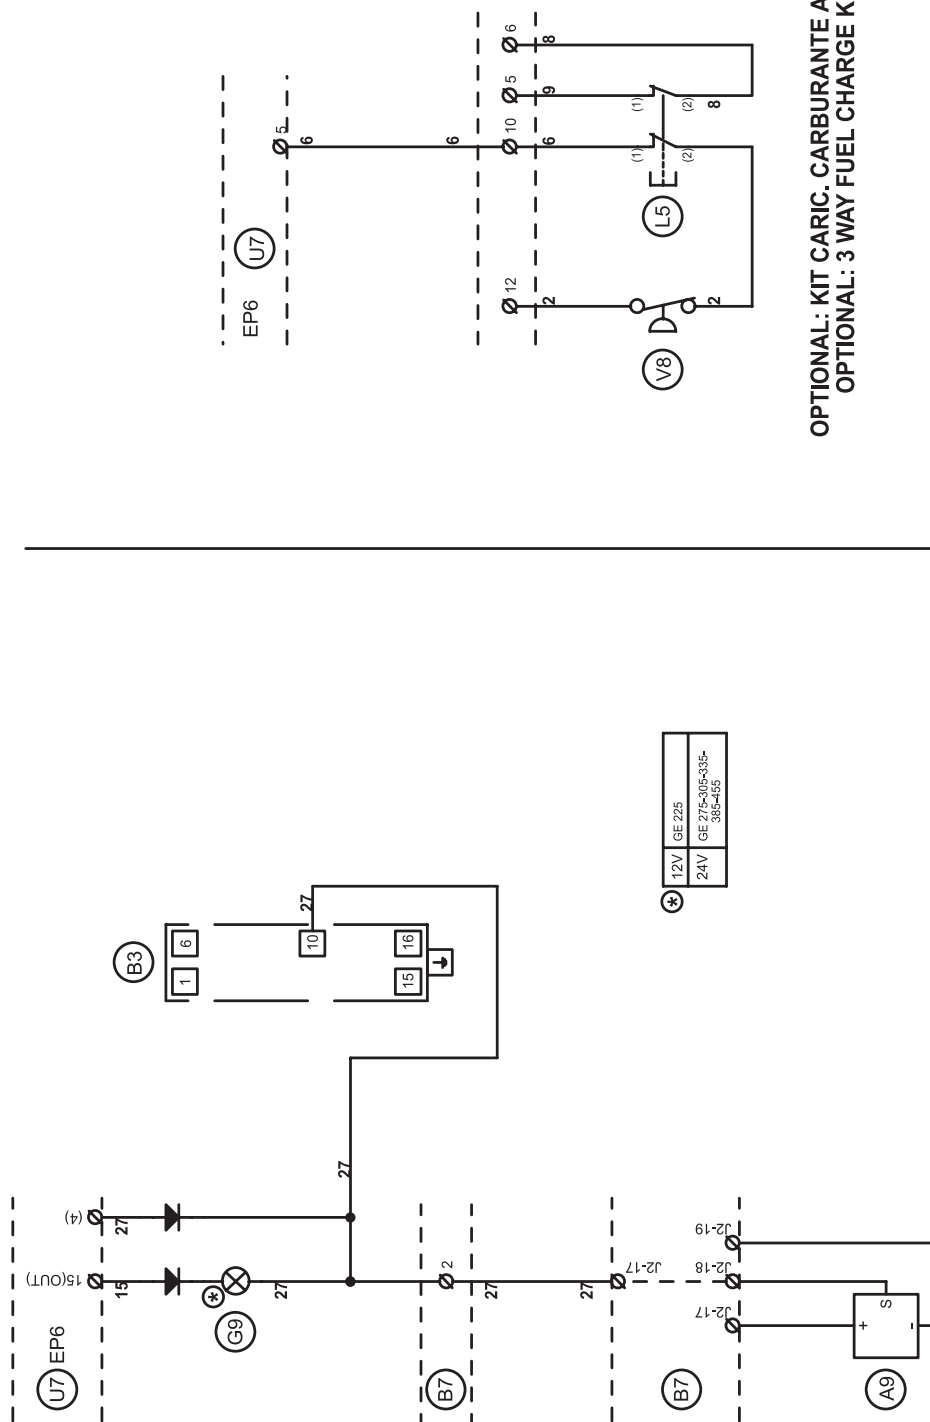 EP6
U7
5
6
6
10
6
5
9
6
8
12
2
2
(1)
(2)
(1)
(2)
8
L5
V8
OPTIONAL: KIT CARIC. CARBURANTE A
OPTIONAL: 3 WAY FUEL CHARGE K
U7
EP6
15(OUT)
(4)
15
27
*
G9
27
27
B3
1
6
10
15
16
27
B7
2
27
27
B7
J2-17
J2-17
J2-18
J2-19
A9
+
S
-
*
12V
GE 225
24V
GE 275-305-335-
385-455